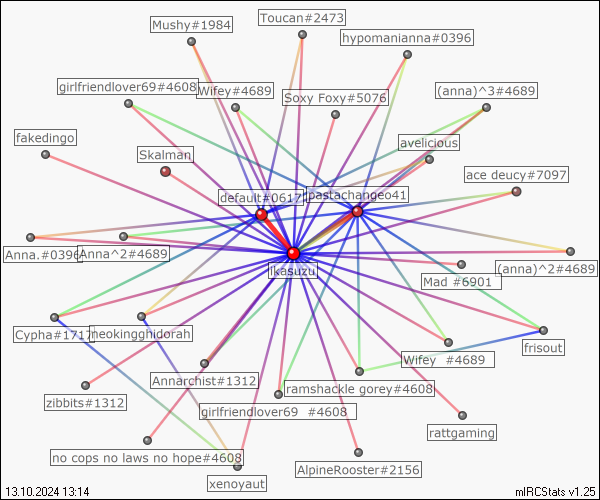 Mushy#1984
Toucan#2473
hypomanianna#0396
girlfriendlover69#4608
Wifey#4689
Soxy Foxy#5076
(anna)^3#4689
fakedingo
Skalman
avelicious
ace deucy#7097
default#0617
pastachangeo41
Anna.#0396
Anna^2#4689
ikasuzu
Mad #6901
(anna)^2#4689
Cypha#1717
neokingghidorah
frisout
Wifey #4689
Annarchist#1312
ramshackle gorey#4608
zibbits#1312
girlfriendlover69 #4608
rattgaming
no cops no laws no hope#4608
xenoyaut
AlpineRooster#2156
13.10.2024 13:14
mIRCStats v1.25